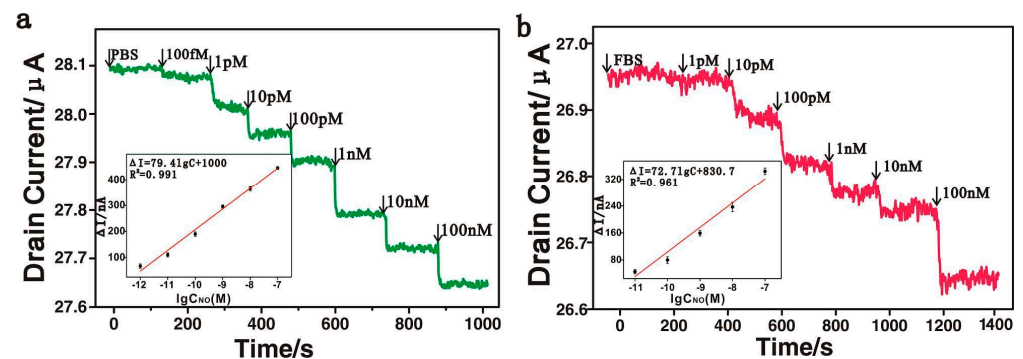 a
Drain Current/μ A
28.1
28.0
27.9
27.8
27.7
27.6
PBS
100fM
1pM
10pM
100pM
1nM
10nM
100nM
ΔI=79.4lgC+1000
R²=0.991
ΔI/nA
400
300
200
100
-12 -11 -10 -9 -8 -7
lgCNO(M)
0 200 400 600 800 1000
Time/s
b
Drain Current/μ A
27.0
26.9
26.8
26.7
26.6
FBS
1pM
10pM
100pM
1nM
10nM
100nM
ΔI=72.7lgC+830.7
R²=0.961
ΔI/nA
320
240
160
80
-11 -10 -9 -8 -7
lgCNO(M)
0 200 400 600 800 1000 1200 1400
Time/s